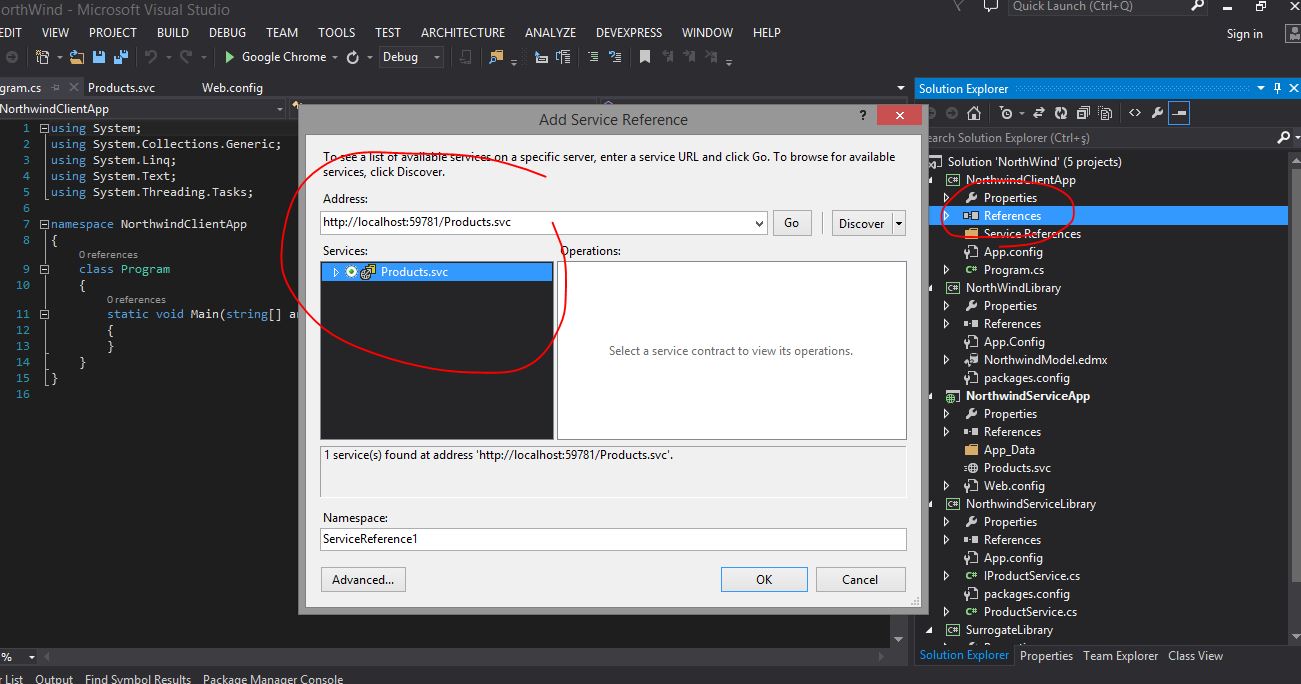 orthWind - Microsoft Visual Studio
Quick Launch (Ctrl+Q)
EDIT VIEW PROJECT BUILD DEBUG TEAM TOOLS TEST ARCHITECTURE ANALYZE DEVEXPRESS WINDOW HELP
Sign in
Google Chrome Debug
gram.cs Products.svc Web.config
NorthwindClientApp
1 using System;
2 using System.Collections.Generic;
3 using System.Linq;
4 using System.Text;
5 using System.Threading.Tasks;
6
7 namespace NorthwindClientApp
8 {
0 references
9 class Program
10 {
0 references
11 static void Main(string[] a
12 {
13 }
14 }
15 }
16
%
r List Output Find Symbol Results Package Manager Console
Add Service Reference
? ×
To see a list of available services on a specific server, enter a service URL and click Go. To browse for available
services, click Discover.
Address:
http://localhost:59781/Products.svc Go Discover
Services: Operations:
Products.svc
Select a service contract to view its operations.
1 service(s) found at address 'http://localhost:59781/Products.svc'.
Namespace:
ServiceReference1
Advanced... OK Cancel
Solution Explorer
earch Solution Explorer (Ctrl+ş)
Solution 'NorthWind' (5 projects)
C# NorthwindClientApp
Properties
References
Service References
App.config
C# Program.cs
C# NorthWindLibrary
Properties
References
App.Config
NorthwindModel.edmx
packages.config
NorthwindServiceApp
Properties
References
App_Data
Products.svc
Web.config
C# NorthwindServiceLibrary
Properties
References
App.config
C# IProductService.cs
packages.config
C# ProductService.cs
C# SurrogateLibrary
Solution Explorer Properties Team Explorer Class View